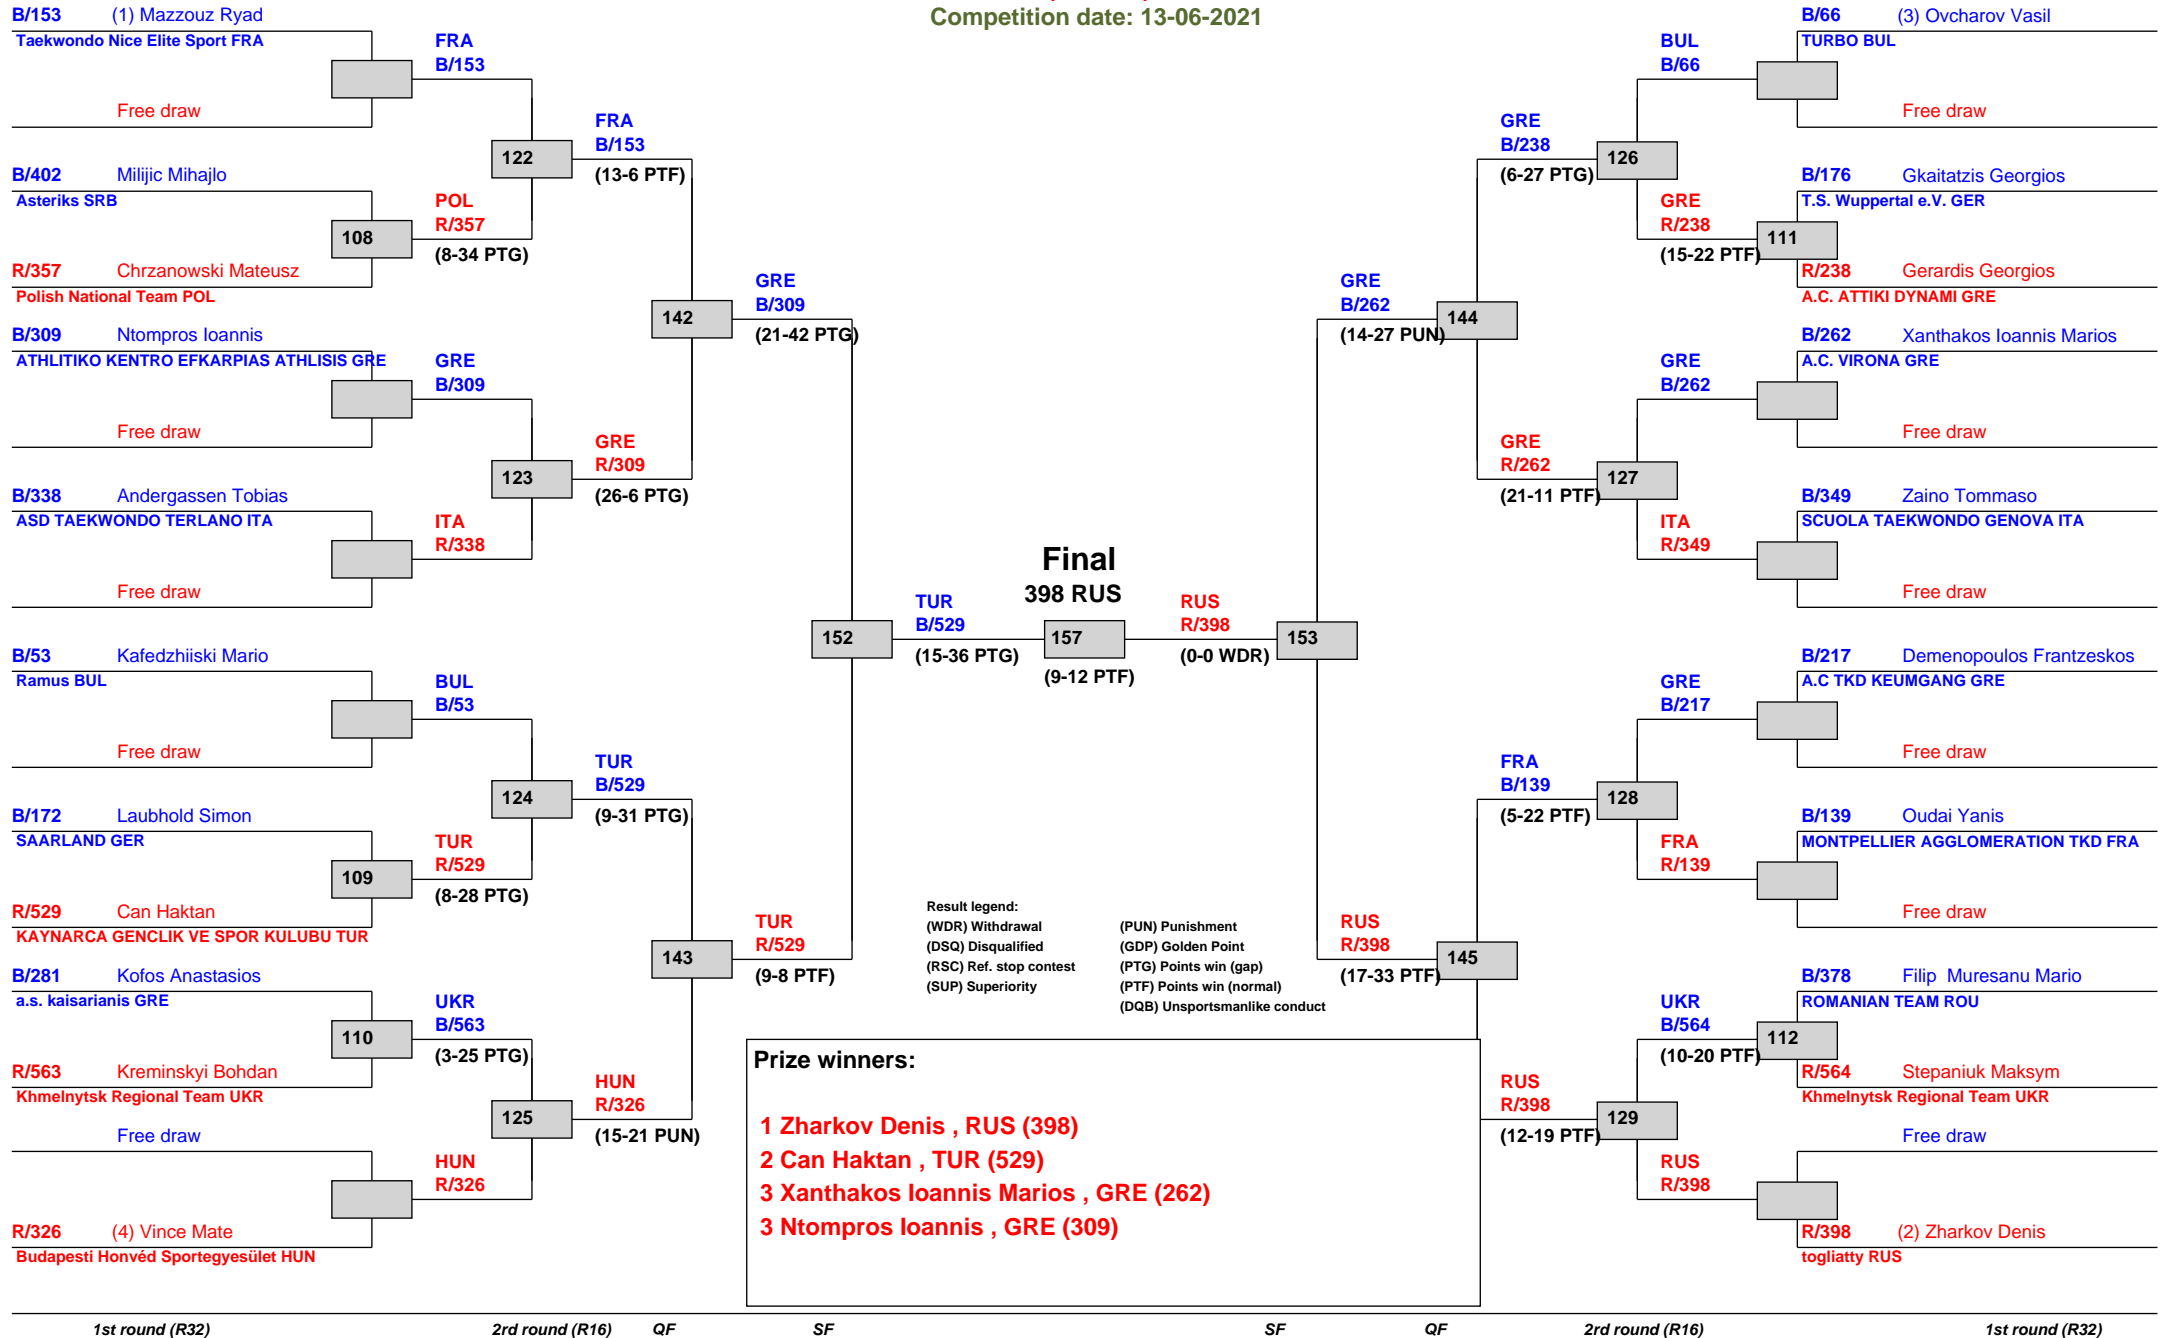 Competition date: 13-06-2021
B/153 (1) Mazzouz Ryad
Taekwondo Nice Elite Sport FRA
Free draw
B/402 Milijic Mihajlo
Asteriks SRB
108
R/357 Chrzanowski Mateusz
Polish National Team POL
B/309 Ntompros Ioannis
ATHLITIKO KENTRO EFKARPIAS ATHLISIS GRE
Free draw
B/338 Andergassen Tobias
ASD TAEKWONDO TERLANO ITA
Free draw
B/53 Kafedzhiiski Mario
Ramus BUL
Free draw
B/172 Laubhold Simon
SAARLAND GER
109
R/529 Can Haktan
KAYNARCA GENCLIK VE SPOR KULUBU TUR
B/281 Kofos Anastasios
a.s. kaisarianis GRE
110
R/563 Kreminskyi Bohdan
Khmelnytsk Regional Team UKR
Free draw
R/326 (4) Vince Mate
Budapesti Honvéd Sportegyesület HUN
FRA
B/153
122
POL
R/357
(8-34 PTG)
GRE
B/309
123
ITA
R/338
BUL
B/53
124
TUR
R/529
(8-28 PTG)
UKR
B/563
(3-25 PTG)
125
HUN
R/326
FRA
B/153
(13-6 PTF)
142
GRE
R/309
(26-6 PTG)
TUR
B/529
(9-31 PTG)
143
HUN
R/326
(15-21 PUN)
GRE
B/309
(21-42 PTG)
152
TUR
R/529
(9-8 PTF)
TUR
B/529
(15-36 PTG)
Final
398 RUS
157
(9-12 PTF)
RUS
R/398
(0-0 WDR)
153
GRE
B/262
(14-27 PUN)
144
RUS
R/398
(17-33 PTF)
145
GRE
B/238
(6-27 PTG)
126
GRE
R/262
(21-11 PTF)
127
FRA
B/139
(5-22 PTF)
128
RUS
R/398
(12-19 PTF)
129
BUL
B/66
GRE
R/238
(15-22 PTF)
111
GRE
B/262
ITA
R/349
GRE
B/217
FRA
R/139
UKR
B/564
(10-20 PTF)
112
RUS
R/398
B/66 (3) Ovcharov Vasil
TURBO BUL
Free draw
B/176 Gkaitatzis Georgios
T.S. Wuppertal e.V. GER
R/238 Gerardis Georgios
A.C. ATTIKI DYNAMI GRE
B/262 Xanthakos Ioannis Marios
A.C. VIRONA GRE
Free draw
B/349 Zaino Tommaso
SCUOLA TAEKWONDO GENOVA ITA
Free draw
B/217 Demenopoulos Frantzeskos
A.C TKD KEUMGANG GRE
Free draw
B/139 Oudai Yanis
MONTPELLIER AGGLOMERATION TKD FRA
Free draw
B/378 Filip Muresanu Mario
ROMANIAN TEAM ROU
R/564 Stepaniuk Maksym
Khmelnytsk Regional Team UKR
Free draw
R/398 (2) Zharkov Denis
togliatty RUS
Result legend:
(WDR) Withdrawal (PUN) Punishment
(DSQ) Disqualified (GDP) Golden Point
(RSC) Ref. stop contest (PTG) Points win (gap)
(SUP) Superiority (PTF) Points win (normal)
(DQB) Unsportsmanlike conduct
Prize winners:
1 Zharkov Denis , RUS (398)
2 Can Haktan , TUR (529)
3 Xanthakos Ioannis Marios , GRE (262)
3 Ntompros Ioannis , GRE (309)
1st round (R32) 2rd round (R16) QF SF SF QF 2rd round (R16) 1st round (R32)